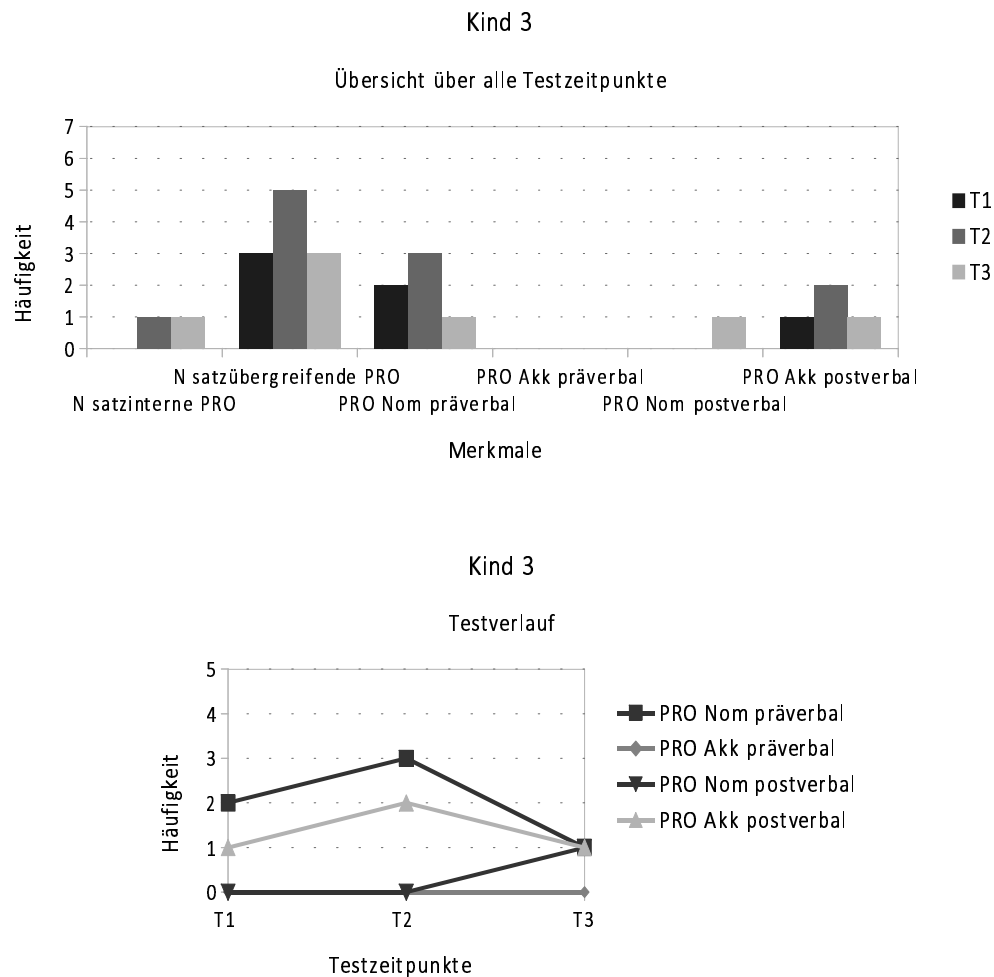 Kind 3
Übersicht über alle Testzeitpunkte
7
6
5
4
3
2
1
0
Häufigkeit
T1
T2
T3
N satzübergreifende PRO
PRO Akk präverbal
PRO Akk postverbal
N satzinterne PRO
PRO Nom präverbal
PRO Nom postverbal
Merkmale
Kind 3
Testverlauf
5
4
3
2
1
0
Häufigkeit
PRO Nom präverbal
PRO Akk präverbal
PRO Nom postverbal
PRO Akk postverbal
T1
T2
T3
Testzeitpunkte